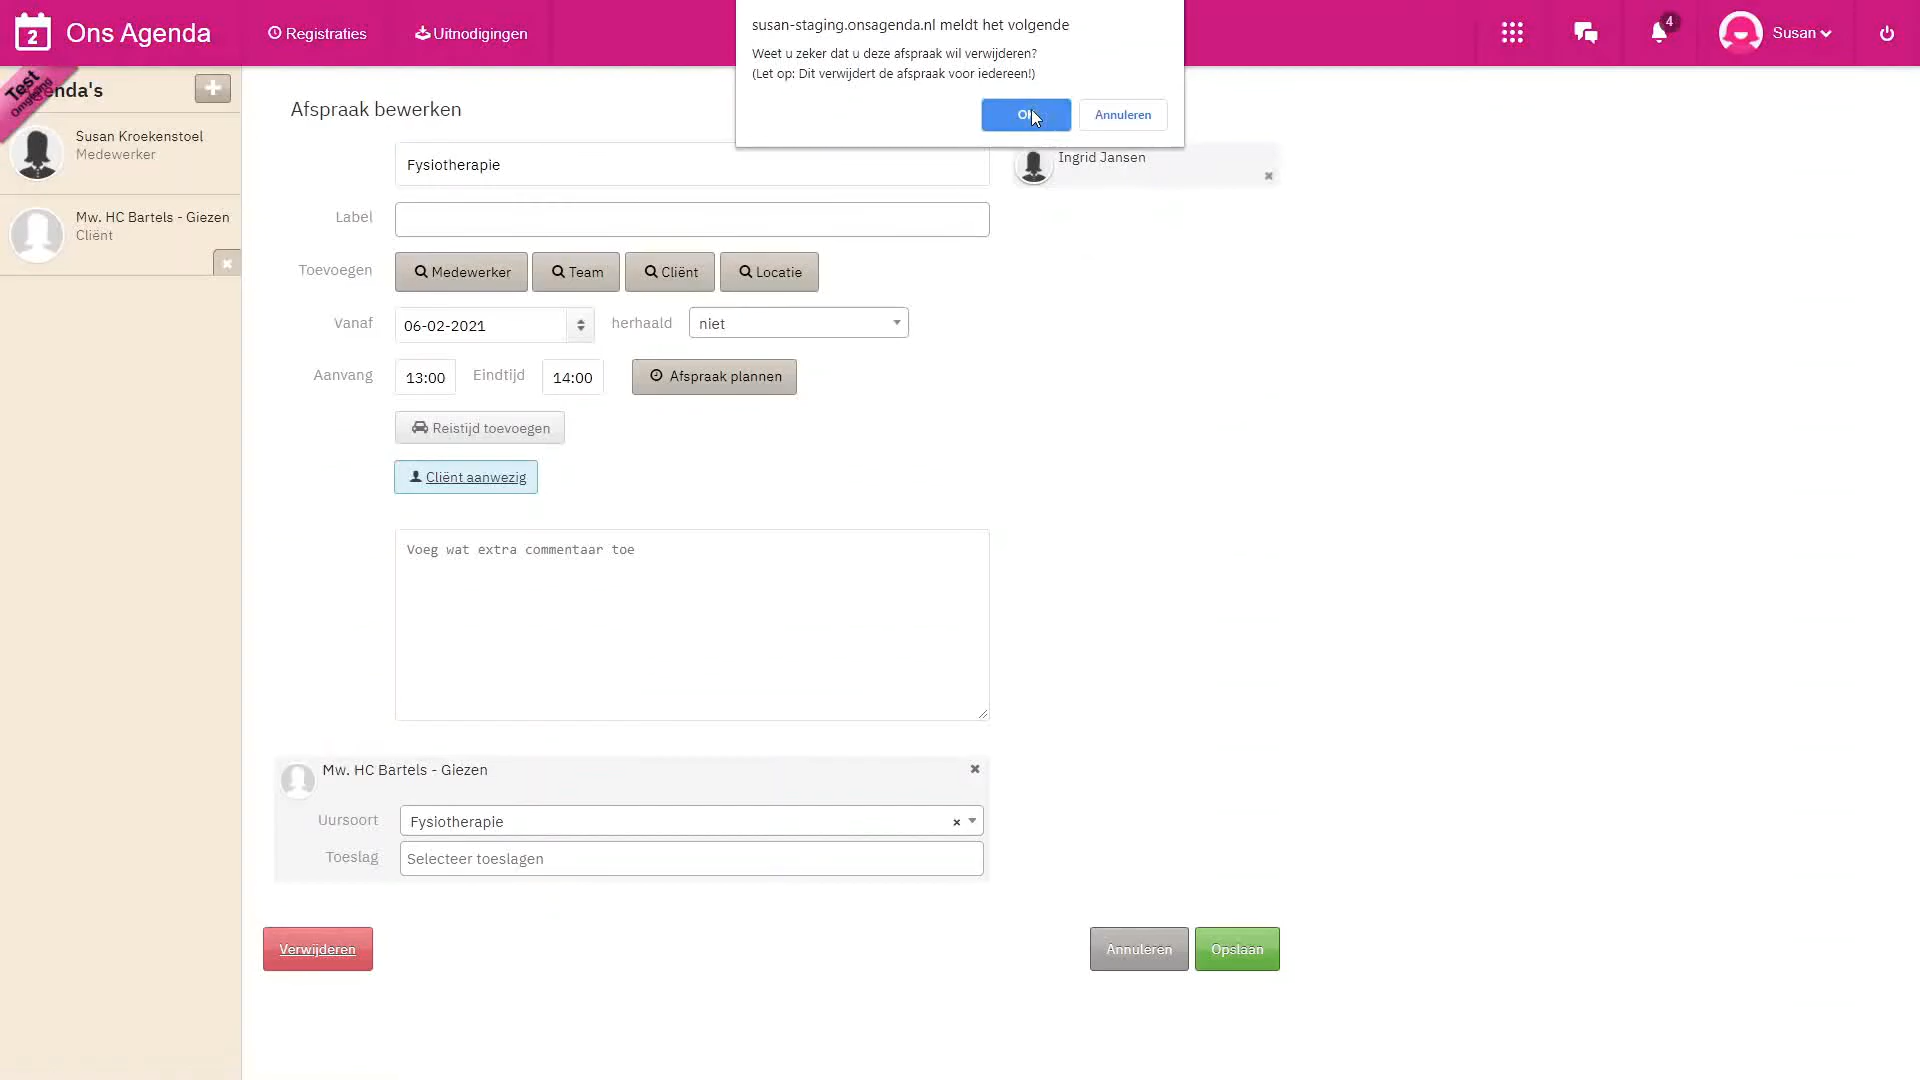 2 Ons Agenda
Registraties
Uitnodigingen
susan-staging.onsagenda.nl meldt het volgende
Weet u zeker dat u deze afspraak wil verwijderen?
(Let op: Dit verwijdert de afspraak voor iedereen!)
Annuleren
4
Susan
Test
Omgeving
enda's
Susan Kroekenstoel
Medewerker
Mw. HC Bartels - Giezen
Cliënt
Afspraak bewerken
Fysiotherapie
Ingrid Jansen
Label
Toevoegen
Medewerker
Team
Cliënt
Locatie
Vanaf
06-02-2021
herhaald
niet
Aanvang
13:00
Eindtijd
14:00
Afspraak plannen
Reistijd toevoegen
Cliënt aanwezig
Voeg wat extra commentaar toe
Mw. HC Bartels - Giezen
Uursoort
Fysiotherapie
Toeslag
Selecteer toeslagen
Verwijderen
Annuleren
Opslaan